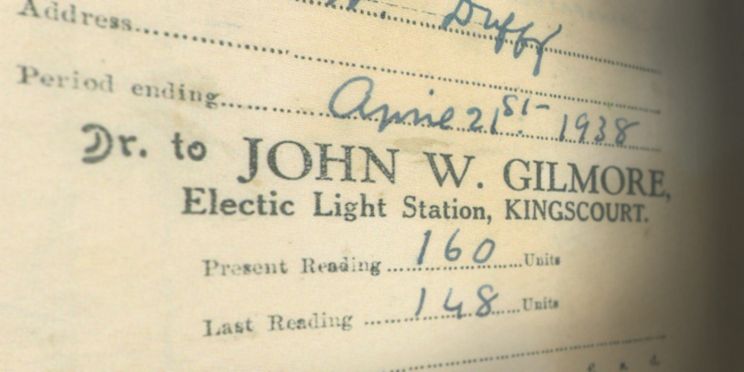 Duffy
Address
Period ending April 21st 1938
Dr. to JOHN W. GILMORE,
Electic Light Station, KINGSCOURT.
Present Reading 160 Units
Last Reading 148 Units
£ s. d.